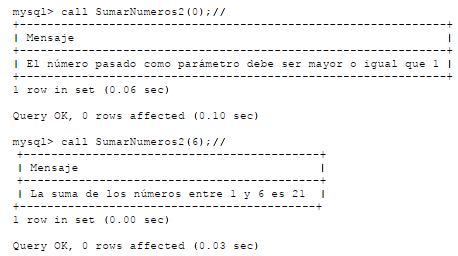 mysql> call SumarNumeros2(0);//
+--------------------------------------------------------------+
| Mensaje |
+--------------------------------------------------------------+
| El número pasado como parámetro debe ser mayor o igual que 1 |
+--------------------------------------------------------------+
1 row in set (0.06 sec)
Query OK, 0 rows affected (0.10 sec)
mysql> call SumarNumeros2(6);//
+-------------------------------------------+
| Mensaje |
+-------------------------------------------+
| La suma de los números entre 1 y 6 es 21 |
+-------------------------------------------+
1 row in set (0.00 sec)
Query OK, 0 rows affected (0.03 sec)